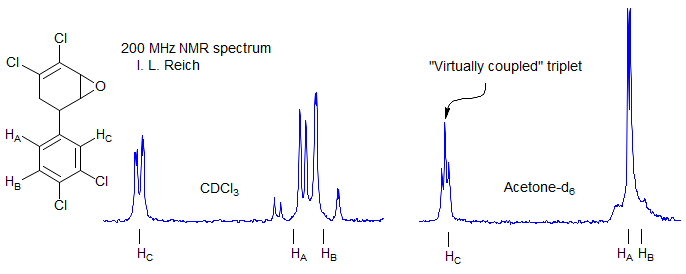 200 MHz NMR spectrum
I. L. Reich
"Virtually coupled" triplet
Cl
Cl
O
HA
HC
HB
Cl
Cl
CDCl3
Acetone-d6
HC
HA
HB
HC
HA
HB